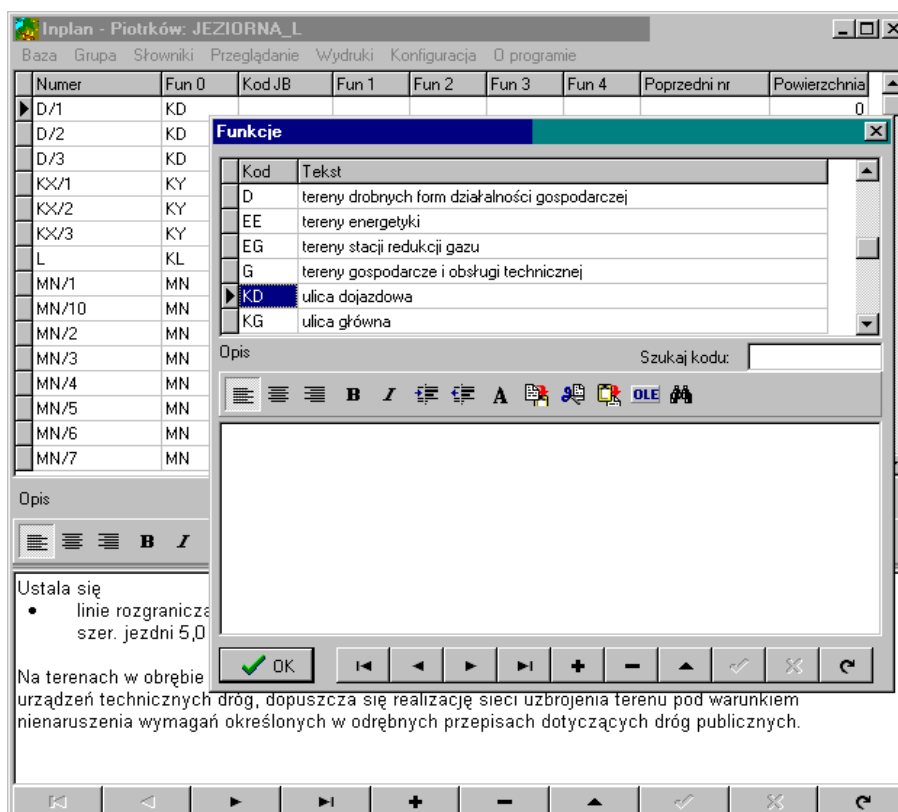 Inplan - Piotrków: JEZIORNA_L
Baza Grupa Słowniki Przeglądanie Wydruki Konfiguracja O programie
Numer Fun 0 Kod JB Fun 1 Fun 2 Fun 3 Fun 4 Poprzedni nr Powierzchnia
D/1 KD 0
D/2 KD
D/3 KD
KX/1 KY
KX/2 KY
KX/3 KY
L KL
MN/1 MN
MN/10 MN
MN/2 MN
MN/3 MN
MN/4 MN
MN/5 MN
MN/6 MN
MN/7 MN
Opis
B I
Ustala się
• linie rozgranicza
szer. jezdni 5,0
Na terenach w obrębie
urządzeń technicznych dróg, dopuszcza się realizację sieci uzbrojenia terenu pod warunkiem
nienaruszenia wymagań określonych w odrębnych przepisach dotyczących dróg publicznych.
Funkcje
Kod Tekst
D tereny drobnych form działalności gospodarczej
EE tereny energetyki
EG tereny stacji redukcji gazu
G tereny gospodarcze i obsługi technicznej
KD ulica dojazdowa
KG ulica główna
Opis Szukaj kodu:
B I A OLE
OK